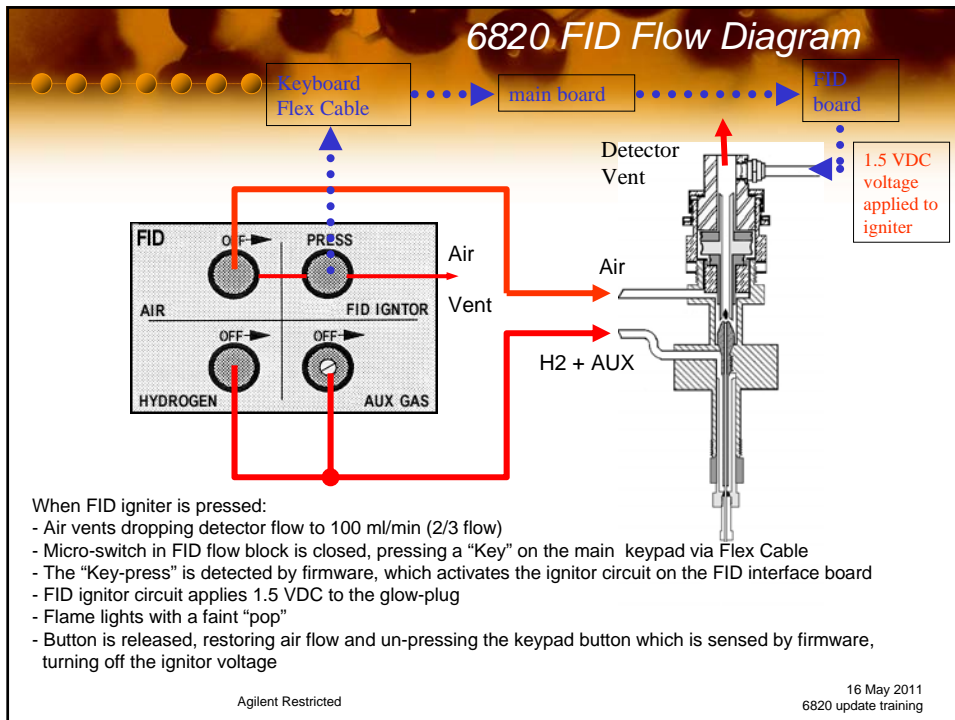 6820 FID Flow Diagram
Keyboard
Flex Cable
main board
FID
board
Detector
Vent
1.5 VDC
voltage
applied to
igniter
FID
OFF
PRESS
Air
Vent
AIR
FID IGNTOR
Air
OFF
OFF
H2 + AUX
HYDROGEN
AUX GAS
When FID igniter is pressed:
- Air vents dropping detector flow to 100 ml/min (2/3 flow)
- Micro-switch in FID flow block is closed, pressing a “Key” on the main keypad via Flex Cable
- The “Key-press” is detected by firmware, which activates the ignitor circuit on the FID interface board
- FID ignitor circuit applies 1.5 VDC to the glow-plug
- Flame lights with a faint “pop”
- Button is released, restoring air flow and un-pressing the keypad button which is sensed by firmware,
turning off the ignitor voltage
Agilent Restricted
16 May 2011
6820 update training